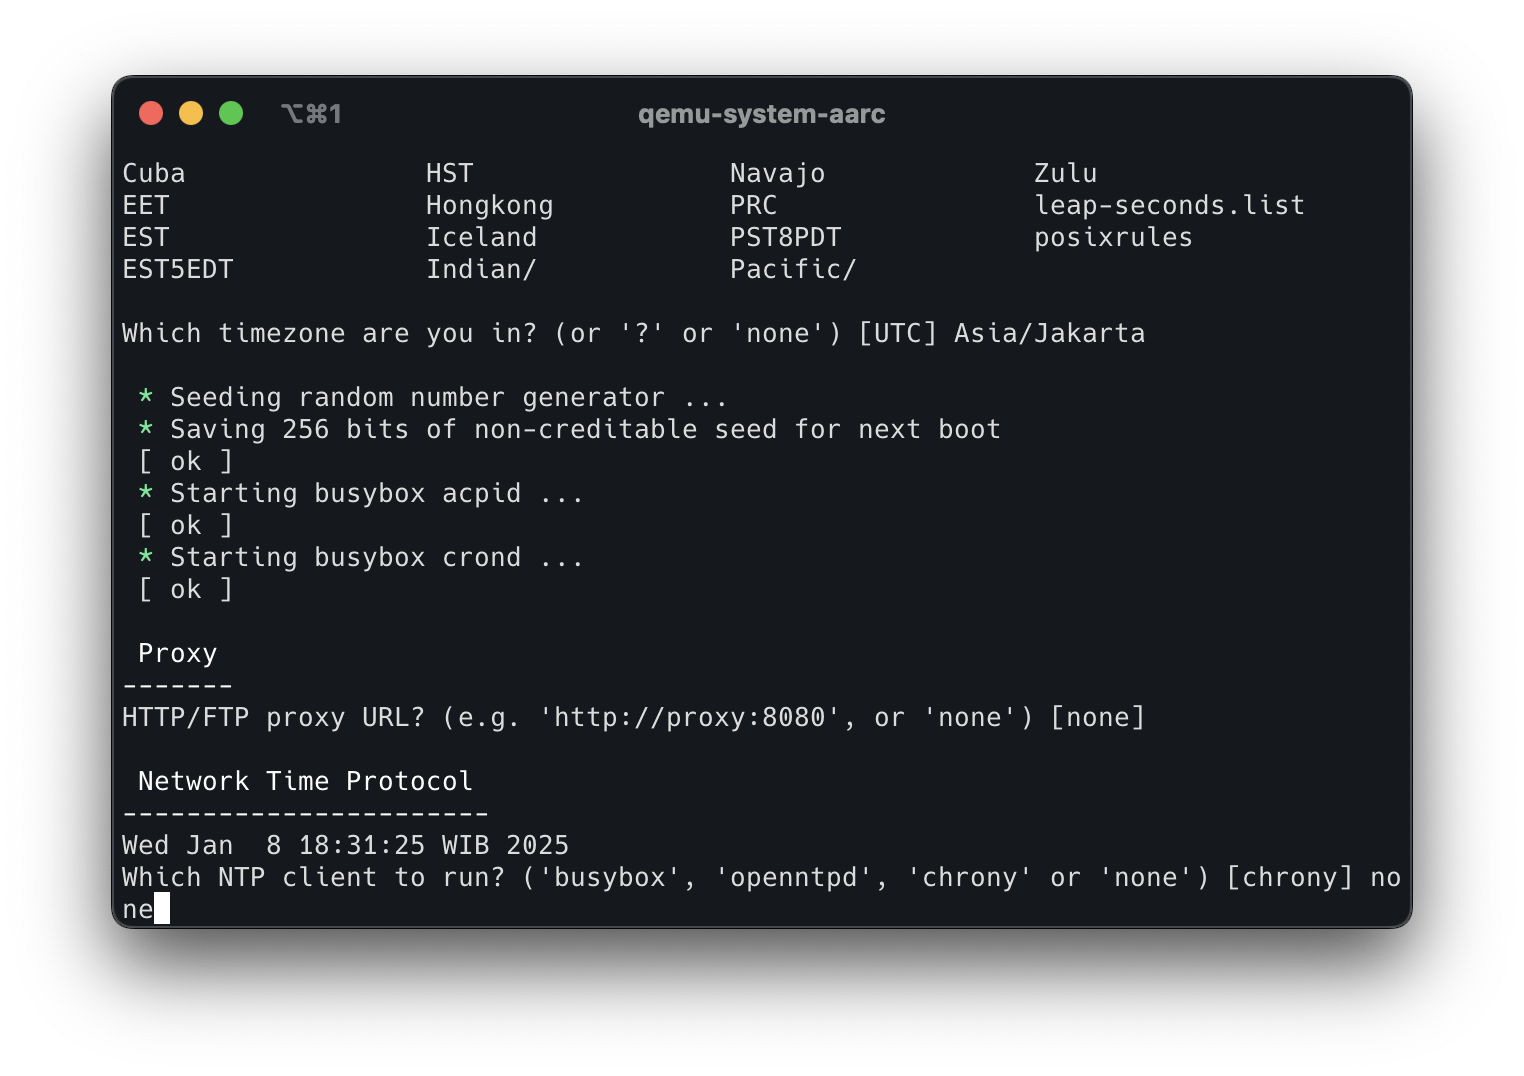 ⌥⌘1 qemu-system-aarc
Cuba HST Navajo Zulu
EET Hongkong PRC leap-seconds.list
EST Iceland PST8PDT posixrules
EST5EDT Indian/ Pacific/
Which timezone are you in? (or '?' or 'none') [UTC] Asia/Jakarta
* Seeding random number generator ...
* Saving 256 bits of non-creditable seed for next boot
[ ok ]
* Starting busybox acpid ...
[ ok ]
* Starting busybox crond ...
[ ok ]
Proxy
-------
HTTP/FTP proxy URL? (e.g. 'http://proxy:8080', or 'none') [none]
Network Time Protocol
-----------------------
Wed Jan  8 18:31:25 WIB 2025
Which NTP client to run? ('busybox', 'openntpd', 'chrony' or 'none') [chrony] no
ne